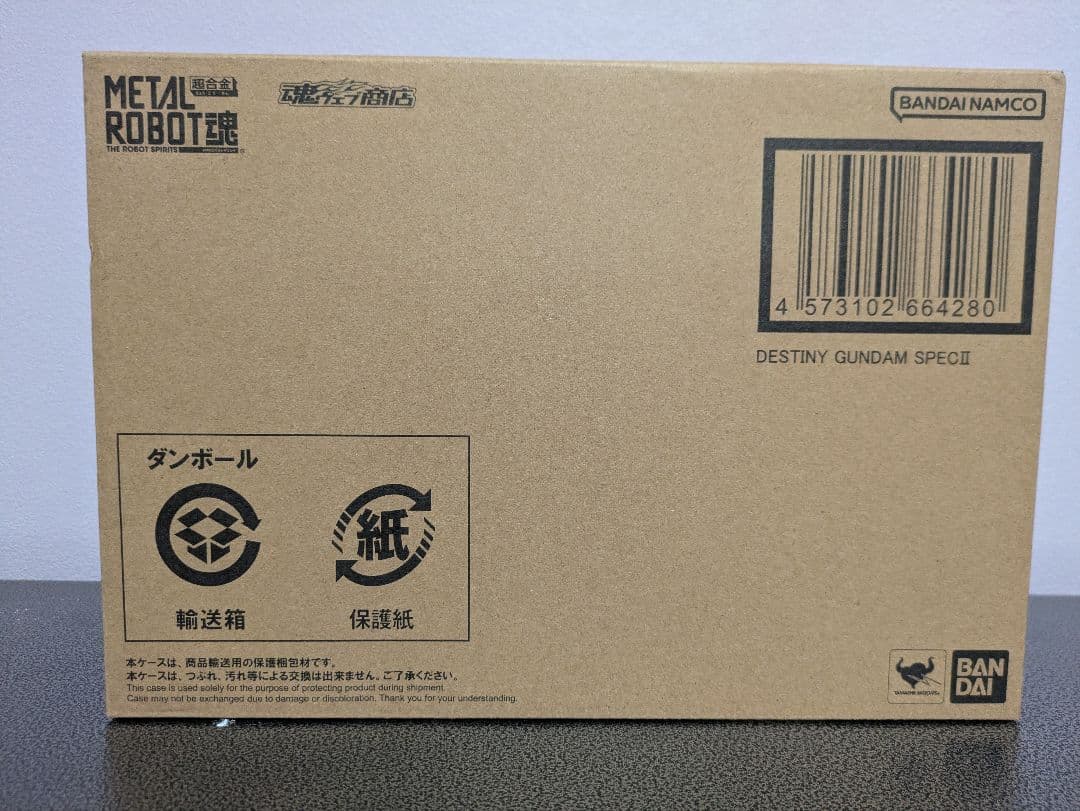 METAL 超合金
ROBOT魂
THE ROBOT SPIRITS
魂ウェブ商店
BANDAI NAMCO
4 573102 664280
DESTINY GUNDAM SPECⅡ
ダンボール
紙
輸送箱 保護紙
本ケースは、商品輸送用の保護梱包材です。
本ケースは、つぶれ、汚れ等による交換は出来ません。ご了承ください。
This case is used solely for the purpose of protecting product during shipment.
Case may not be exchanged due to damage or discoloration. Thank you for your understanding.
TAMASHII NATIONS
BAN
DAI